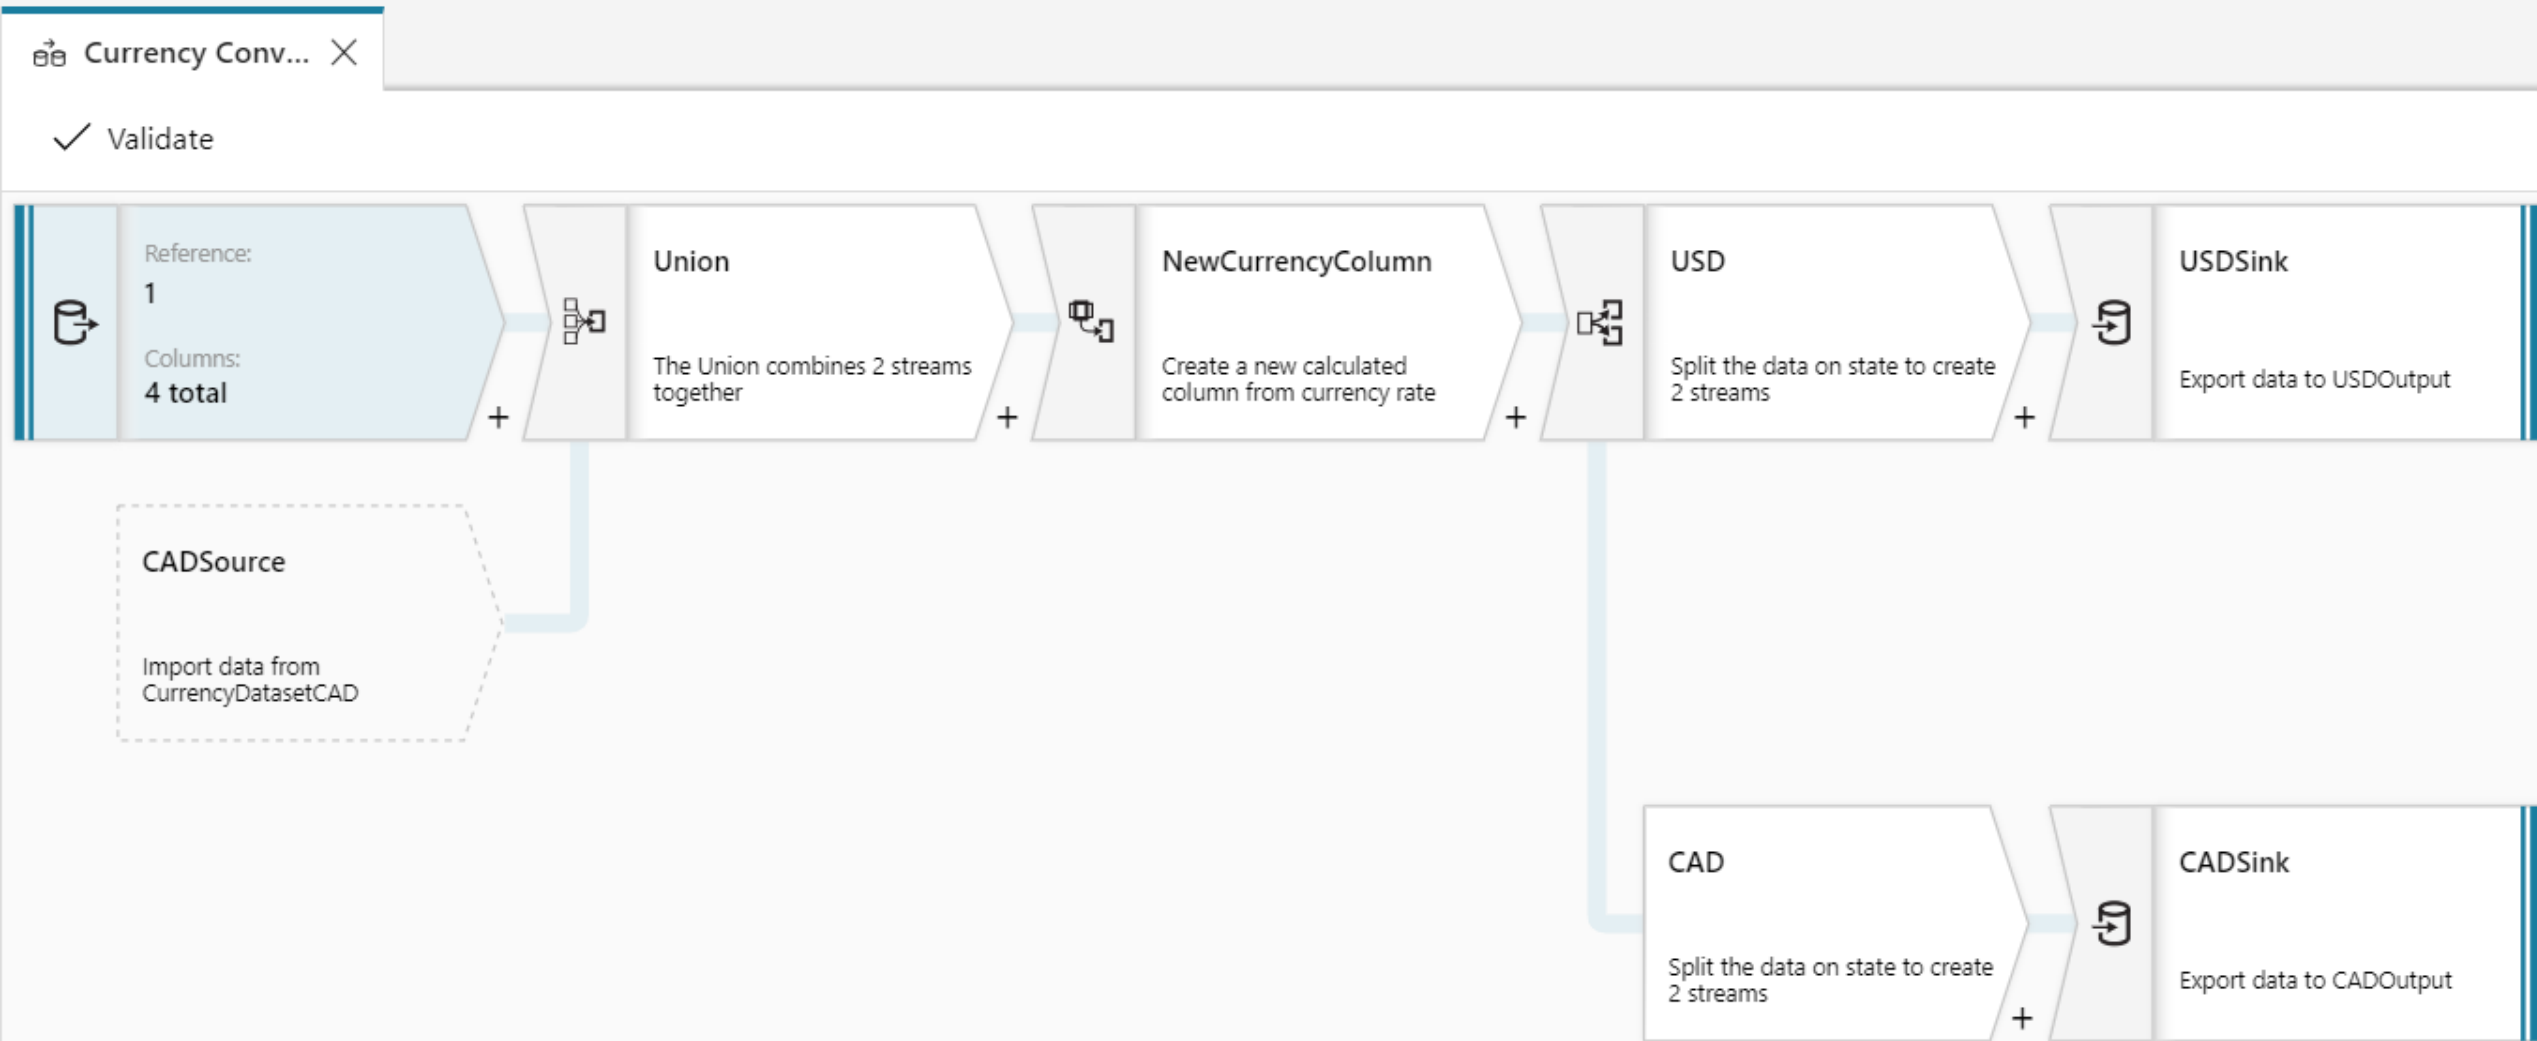 Currency Conv...
Validate
Reference:
1
Columns:
4 total
+
Union
The Union combines 2 streams
together
+
NewCurrencyColumn
Create a new calculated
column from currency rate
+
USD
Split the data on state to create
2 streams
+
USDSink
Export data to USDOutput
CADSource
Import data from
CurrencyDatasetCAD
CAD
Split the data on state to create
2 streams
+
CADSink
Export data to CADOutput